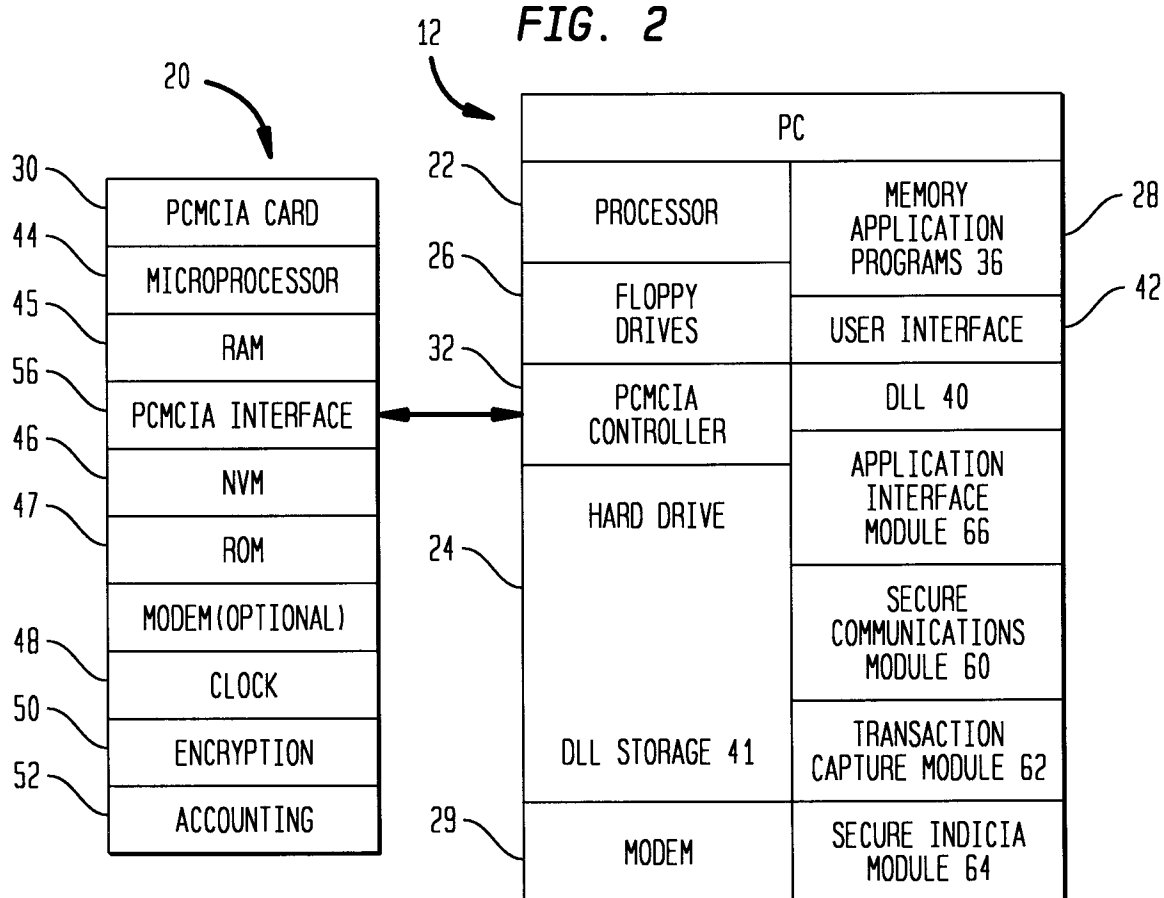 FIG. 2
12
20
PC
30
PCMCIA CARD
44
MICROPROCESSOR
45
RAM
56
PCMCIA INTERFACE
46
NVM
47
ROM
MODEM(OPTIONAL)
48
CLOCK
50
ENCRYPTION
52
ACCOUNTING
22
PROCESSOR
26
FLOPPY
DRIVES
32
PCMCIA
CONTROLLER
HARD DRIVE
24
DLL STORAGE 41
29
MODEM
MEMORY
APPLICATION
PROGRAMS 36
28
USER INTERFACE
42
DLL 40
APPLICATION
INTERFACE
MODULE 66
SECURE
COMMUNICATIONS
MODULE 60
TRANSACTION
CAPTURE MODULE 62
SECURE INDICIA
MODULE 64